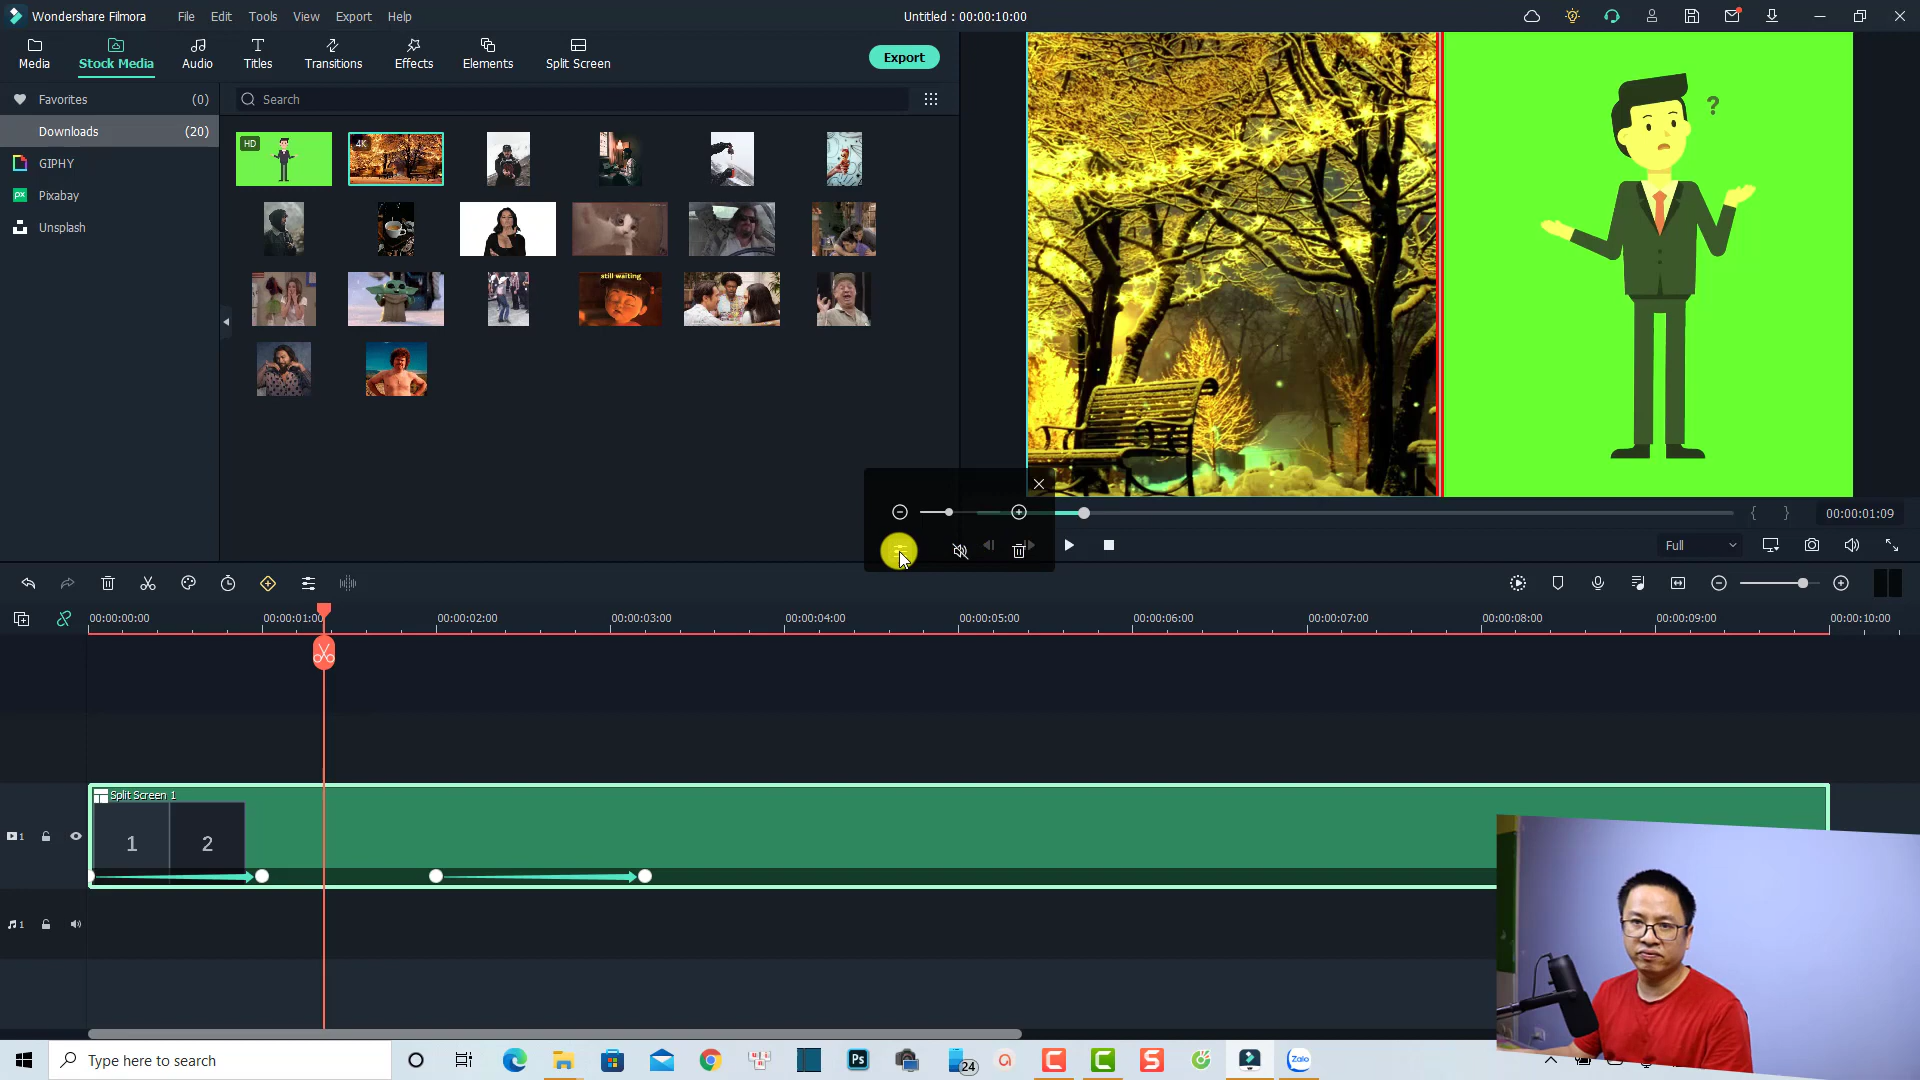 Wondershare Filmora
File
Edit
Tools
View
Export
Help
Untitled : 00:00:10:00
Media
Stock Media
Audio
Titles
Transitions
Effects
Elements
Split Screen
Export
Favorites (0)
Downloads (20)
GIPHY
px Pixabay
Unsplash
Search
HD
4K
still waiting
?
00:00:01:09
Full
00:00:00:00
00:00:01:00
00:00:02:00
00:00:03:00
00:00:04:00
00:00:05:00
00:00:06:00
00:00:07:00
00:00:08:00
00:00:09:00
00:00:10:00
Split Screen 1
1
2
1
1
Type here to search
Ps
24
C
C
S
Zalo